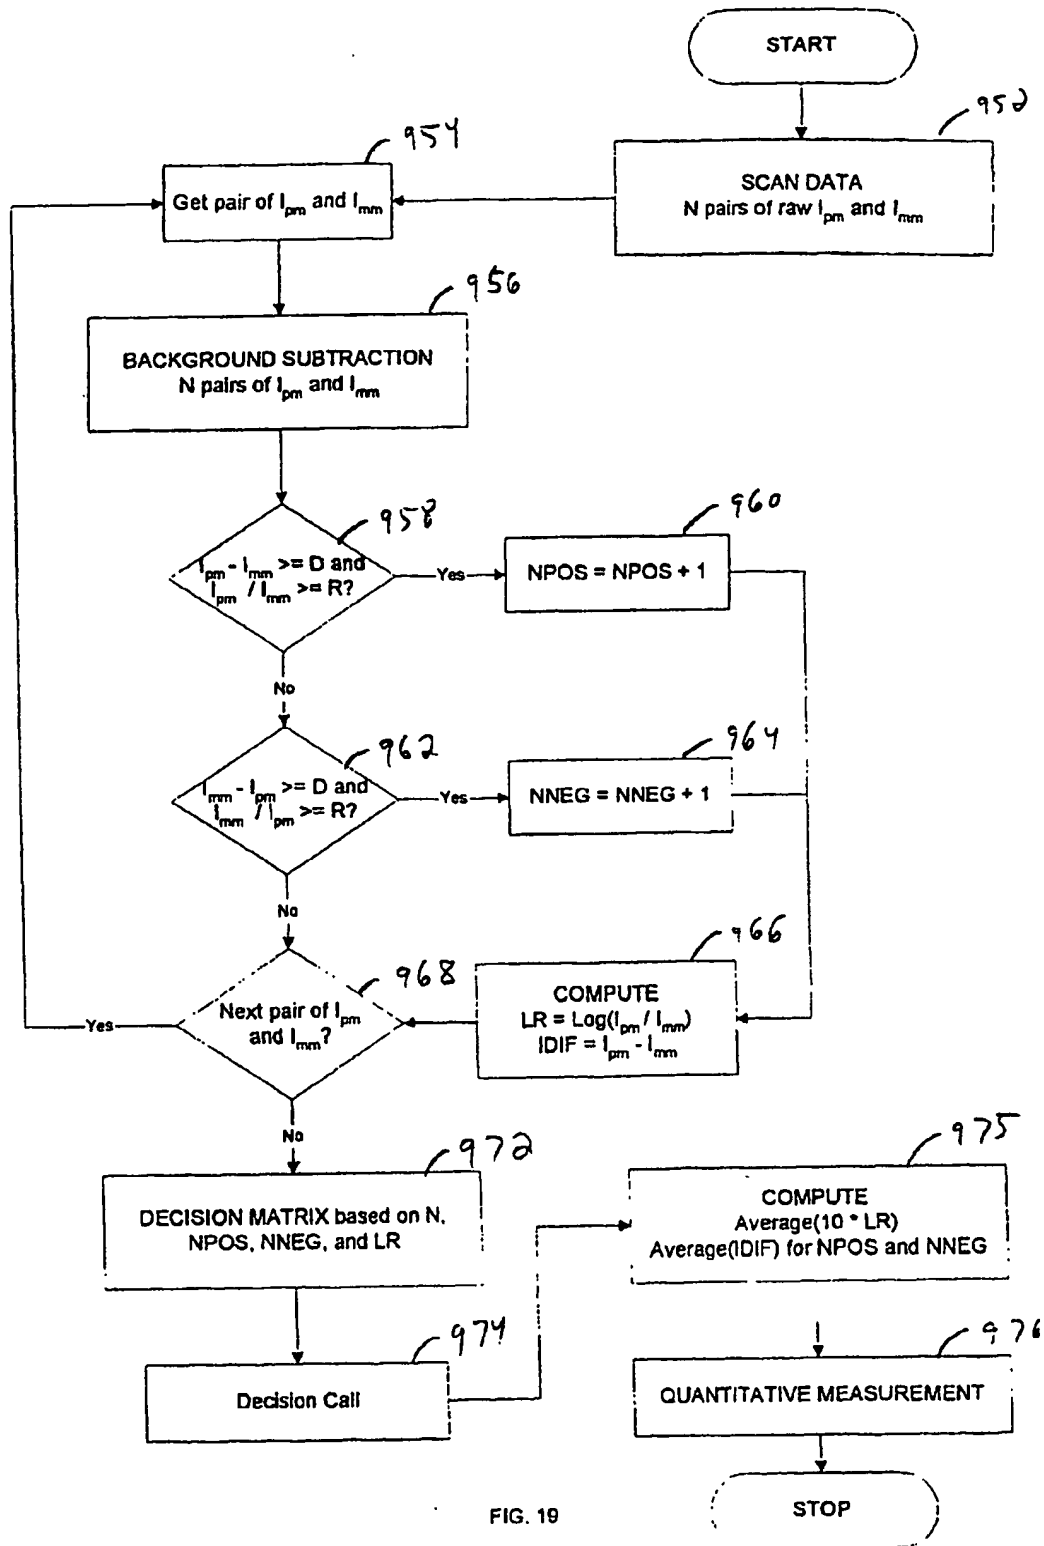 START
952
SCAN DATA
N pairs of raw Ipm and Imm
954
Get pair of Ipm and Imm
956
BACKGROUND SUBTRACTION
N pairs of Ipm and Imm
958
Ipm - Imm >= D and
Ipm / Imm >= R?
Yes
960
NPOS = NPOS + 1
No
962
Imm - Ipm >= D and
Imm / Ipm >= R?
Yes
964
NNEG = NNEG + 1
No
966
COMPUTE
LR = Log(Ipm / Imm)
IDIF = Ipm - Imm
968
Next pair of Ipm
and Imm?
Yes
No
972
DECISION MATRIX based on N,
NPOS, NNEG, and LR
974
Decision Call
975
COMPUTE
Average(10 * LR)
Average(IDIF) for NPOS and NNEG
976
QUANTITATIVE MEASUREMENT
STOP
FIG. 19